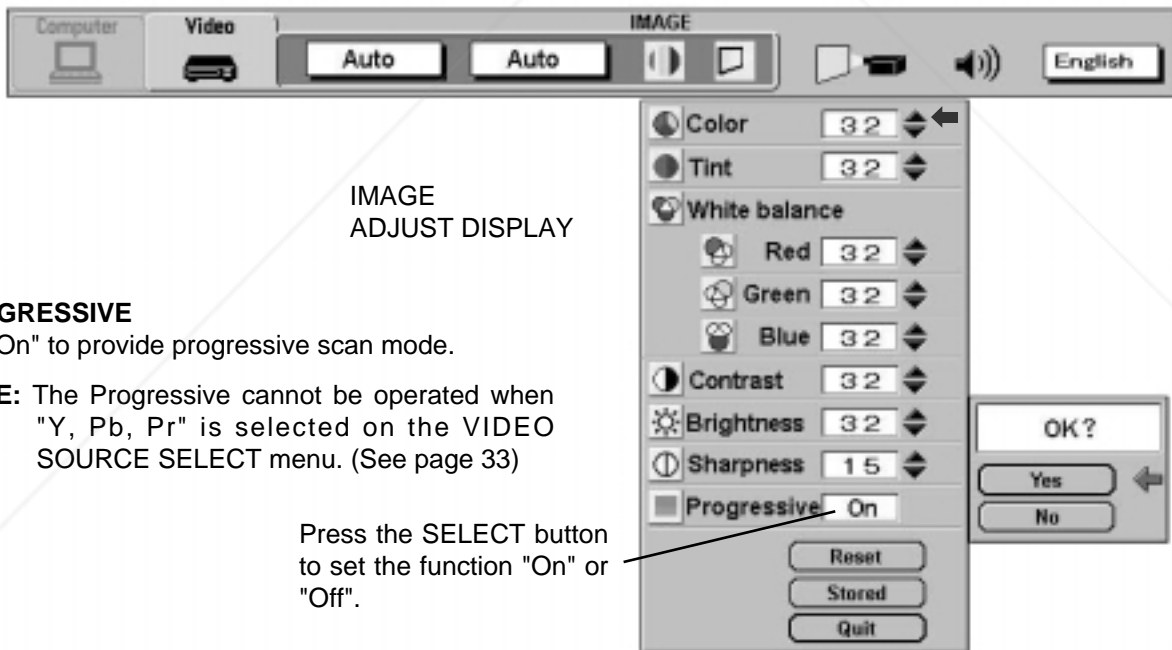 Computer Video IMAGE
Auto Auto English
Color 32
Tint 32
White balance
Red 32
Green 32
Blue 32
Contrast 32
Brightness 32
Sharpness 15
Progressive On
Reset
Stored
Quit
OK?
Yes
No
IMAGE
ADJUST DISPLAY
GRESSIVE
On" to provide progressive scan mode.
E: The Progressive cannot be operated when
"Y, Pb, Pr" is selected on the VIDEO
SOURCE SELECT menu. (See page 33)
Press the SELECT button
to set the function "On" or
"Off".